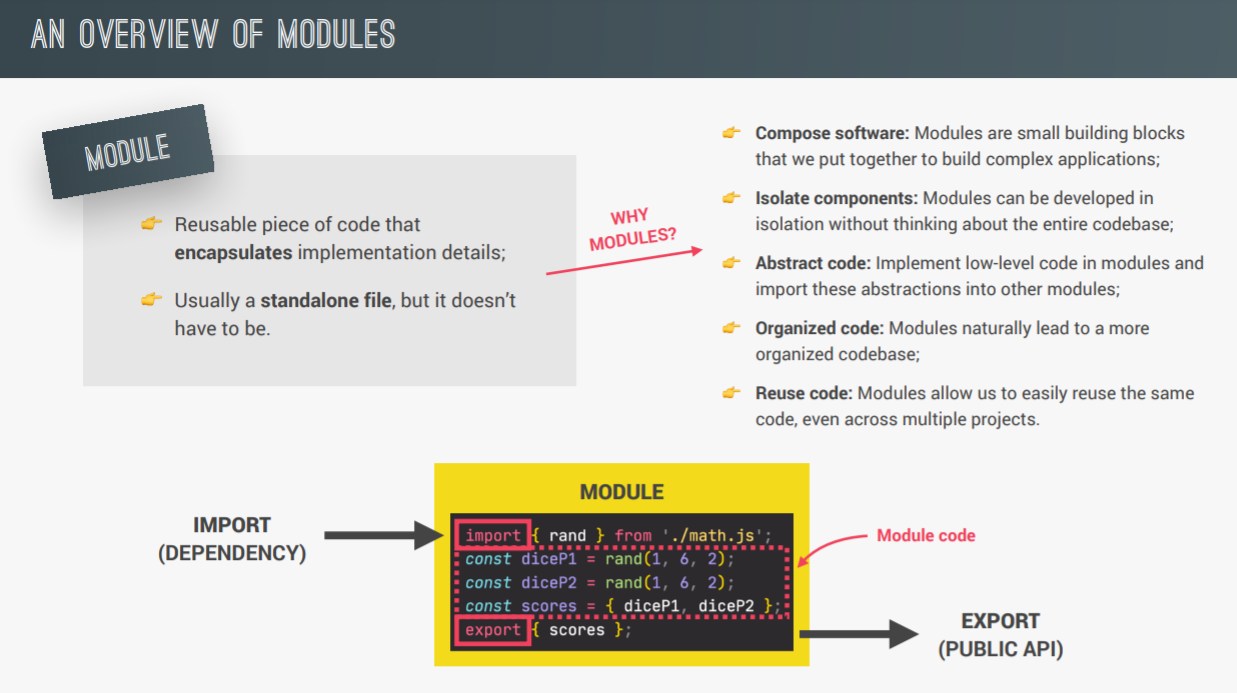 AN OVERVIEW OF MODULES
MODULE
👉 Reusable piece of code that
encapsulates implementation details;
👉 Usually a standalone file, but it doesn't
have to be.
WHY
MODULES?
👉 Compose software: Modules are small building blocks
that we put together to build complex applications;
👉 Isolate components: Modules can be developed in
isolation without thinking about the entire codebase;
👉 Abstract code: Implement low-level code in modules and
import these abstractions into other modules;
👉 Organized code: Modules naturally lead to a more
organized codebase;
👉 Reuse code: Modules allow us to easily reuse the same
code, even across multiple projects.
IMPORT
(DEPENDENCY)
MODULE
import { rand } from './math.js';
const diceP1 = rand(1, 6, 2);
const diceP2 = rand(1, 6, 2);
const scores = { diceP1, diceP2 };
export { scores };
Module code
EXPORT
(PUBLIC API)